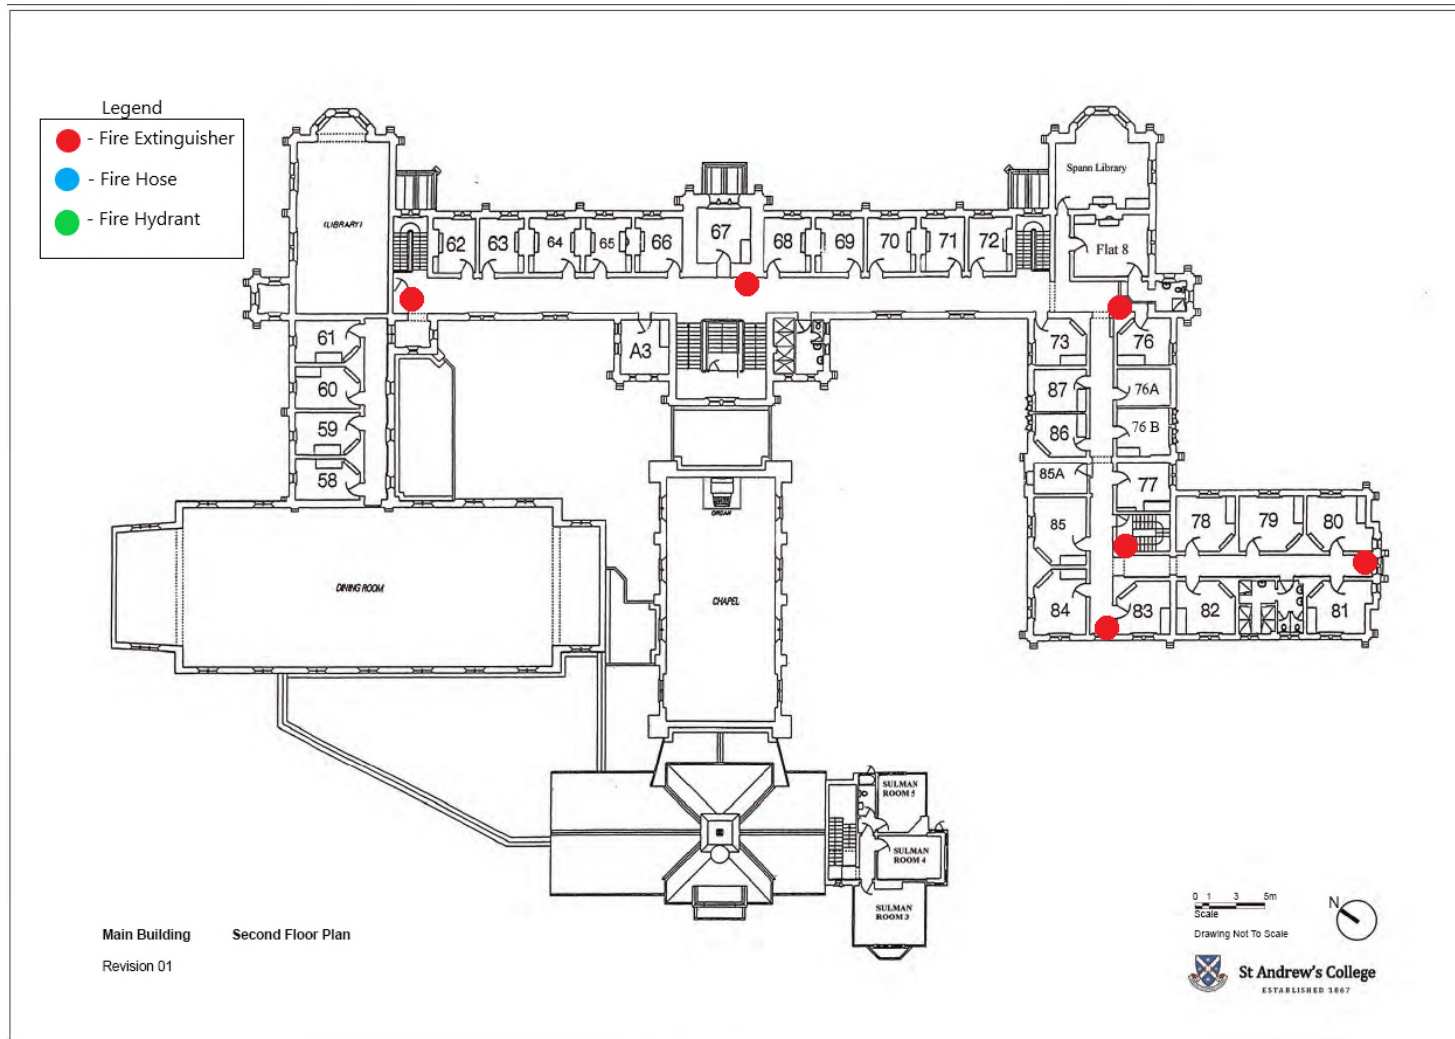 Legend
- Fire Extinguisher
- Fire Hose
- Fire Hydrant
Spann Library
(LIBRARY)
62
63
64
65
66
67
68
69
70
71
72
Flat 8
61
A3
73
76
60
87
76A
59
86
76 B
58
85A
77
ORGAN
85
78
79
80
DINING ROOM
CHAPEL
84
83
82
81
SULMAN
ROOM 5
SULMAN
ROOM 4
SULMAN
ROOM 3
0 1 3 5m
Scale
N
Drawing Not To Scale
Main Building Second Floor Plan
Revision 01
St Andrew's College
ESTABLISHED 1867